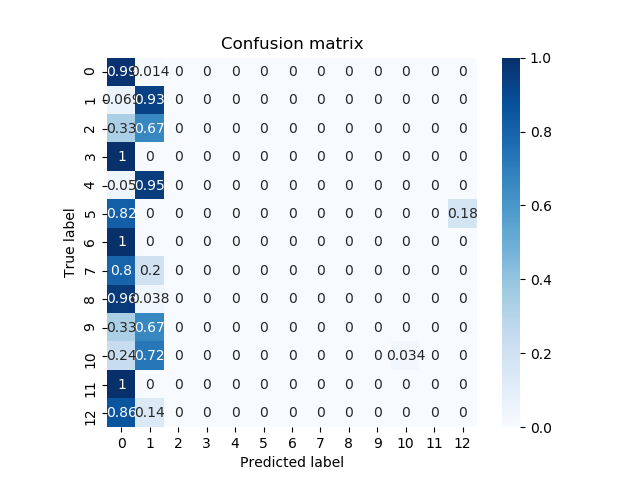 Confusion matrix
0 0.99 0.014 0 0 0 0 0 0 0 0 0 0 0
1 0.069 0.93 0 0 0 0 0 0 0 0 0 0 0
2 0.33 0.67 0 0 0 0 0 0 0 0 0 0 0
3 1 0 0 0 0 0 0 0 0 0 0 0 0
4 0.05 0.95 0 0 0 0 0 0 0 0 0 0 0
5 0.82 0 0 0 0 0 0 0 0 0 0 0 0.18
6 1 0 0 0 0 0 0 0 0 0 0 0 0
7 0.8 0.2 0 0 0 0 0 0 0 0 0 0 0
8 0.96 0.038 0 0 0 0 0 0 0 0 0 0 0
9 0.33 0.67 0 0 0 0 0 0 0 0 0 0 0
10 0.24 0.72 0 0 0 0 0 0 0 0 0.034 0 0
11 1 0 0 0 0 0 0 0 0 0 0 0 0
12 0.86 0.14 0 0 0 0 0 0 0 0 0 0 0
0 1 2 3 4 5 6 7 8 9 10 11 12
Predicted label
True label
1.0
0.8
0.6
0.4
0.2
0.0